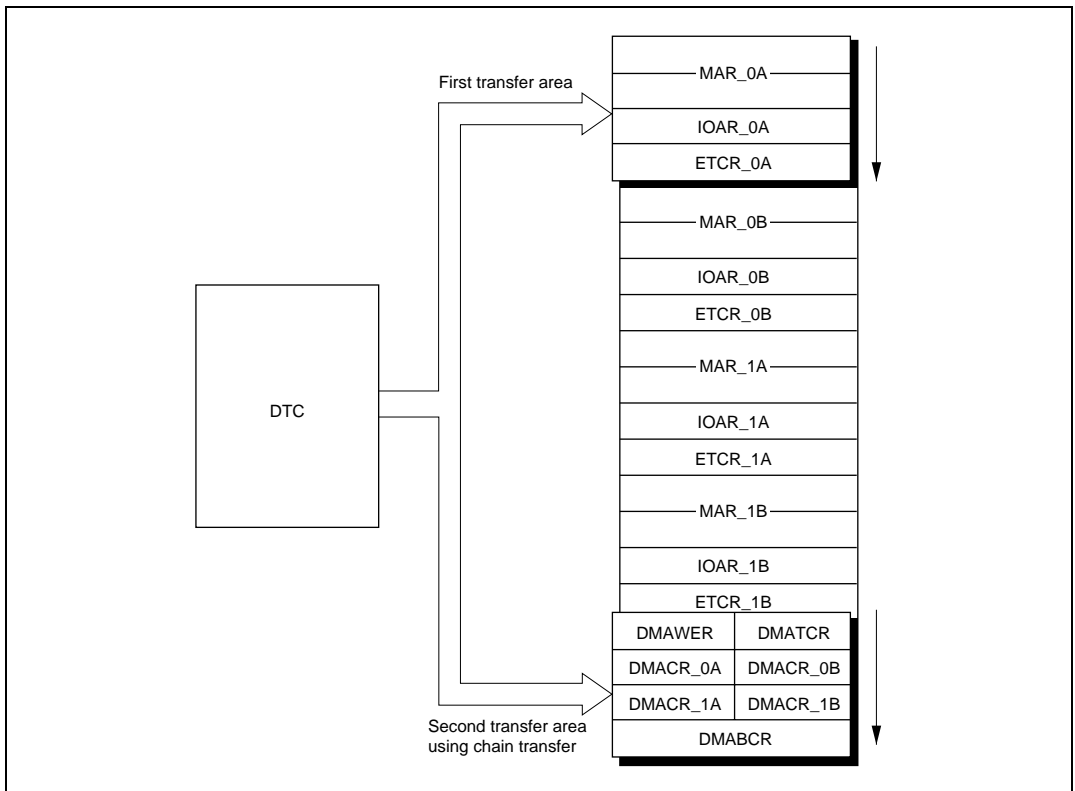 First transfer area
MAR_0A
IOAR_0A
ETCR_0A
MAR_0B
IOAR_0B
ETCR_0B
MAR_1A
DTC
IOAR_1A
ETCR_1A
MAR_1B
IOAR_1B
ETCR_1B
DMAWER DMATCR
DMACR_0A DMACR_0B
DMACR_1A DMACR_1B
DMABCR
Second transfer area
using chain transfer